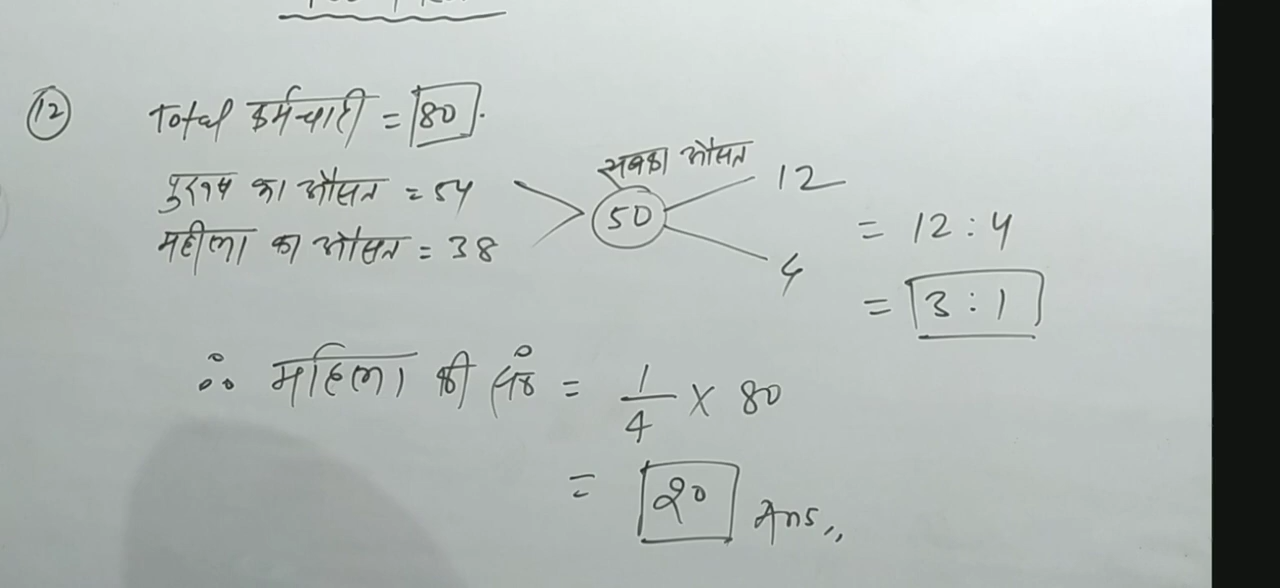 (12) Total कर्मचारी = 80.
सबका औसत
पुरुष का औसत = 54
50
12
महीला का औसत = 38
4
= 12 : 4
= 3 : 1
∴ महिला की सं० = 1/4 × 80
= 20 Ans,,